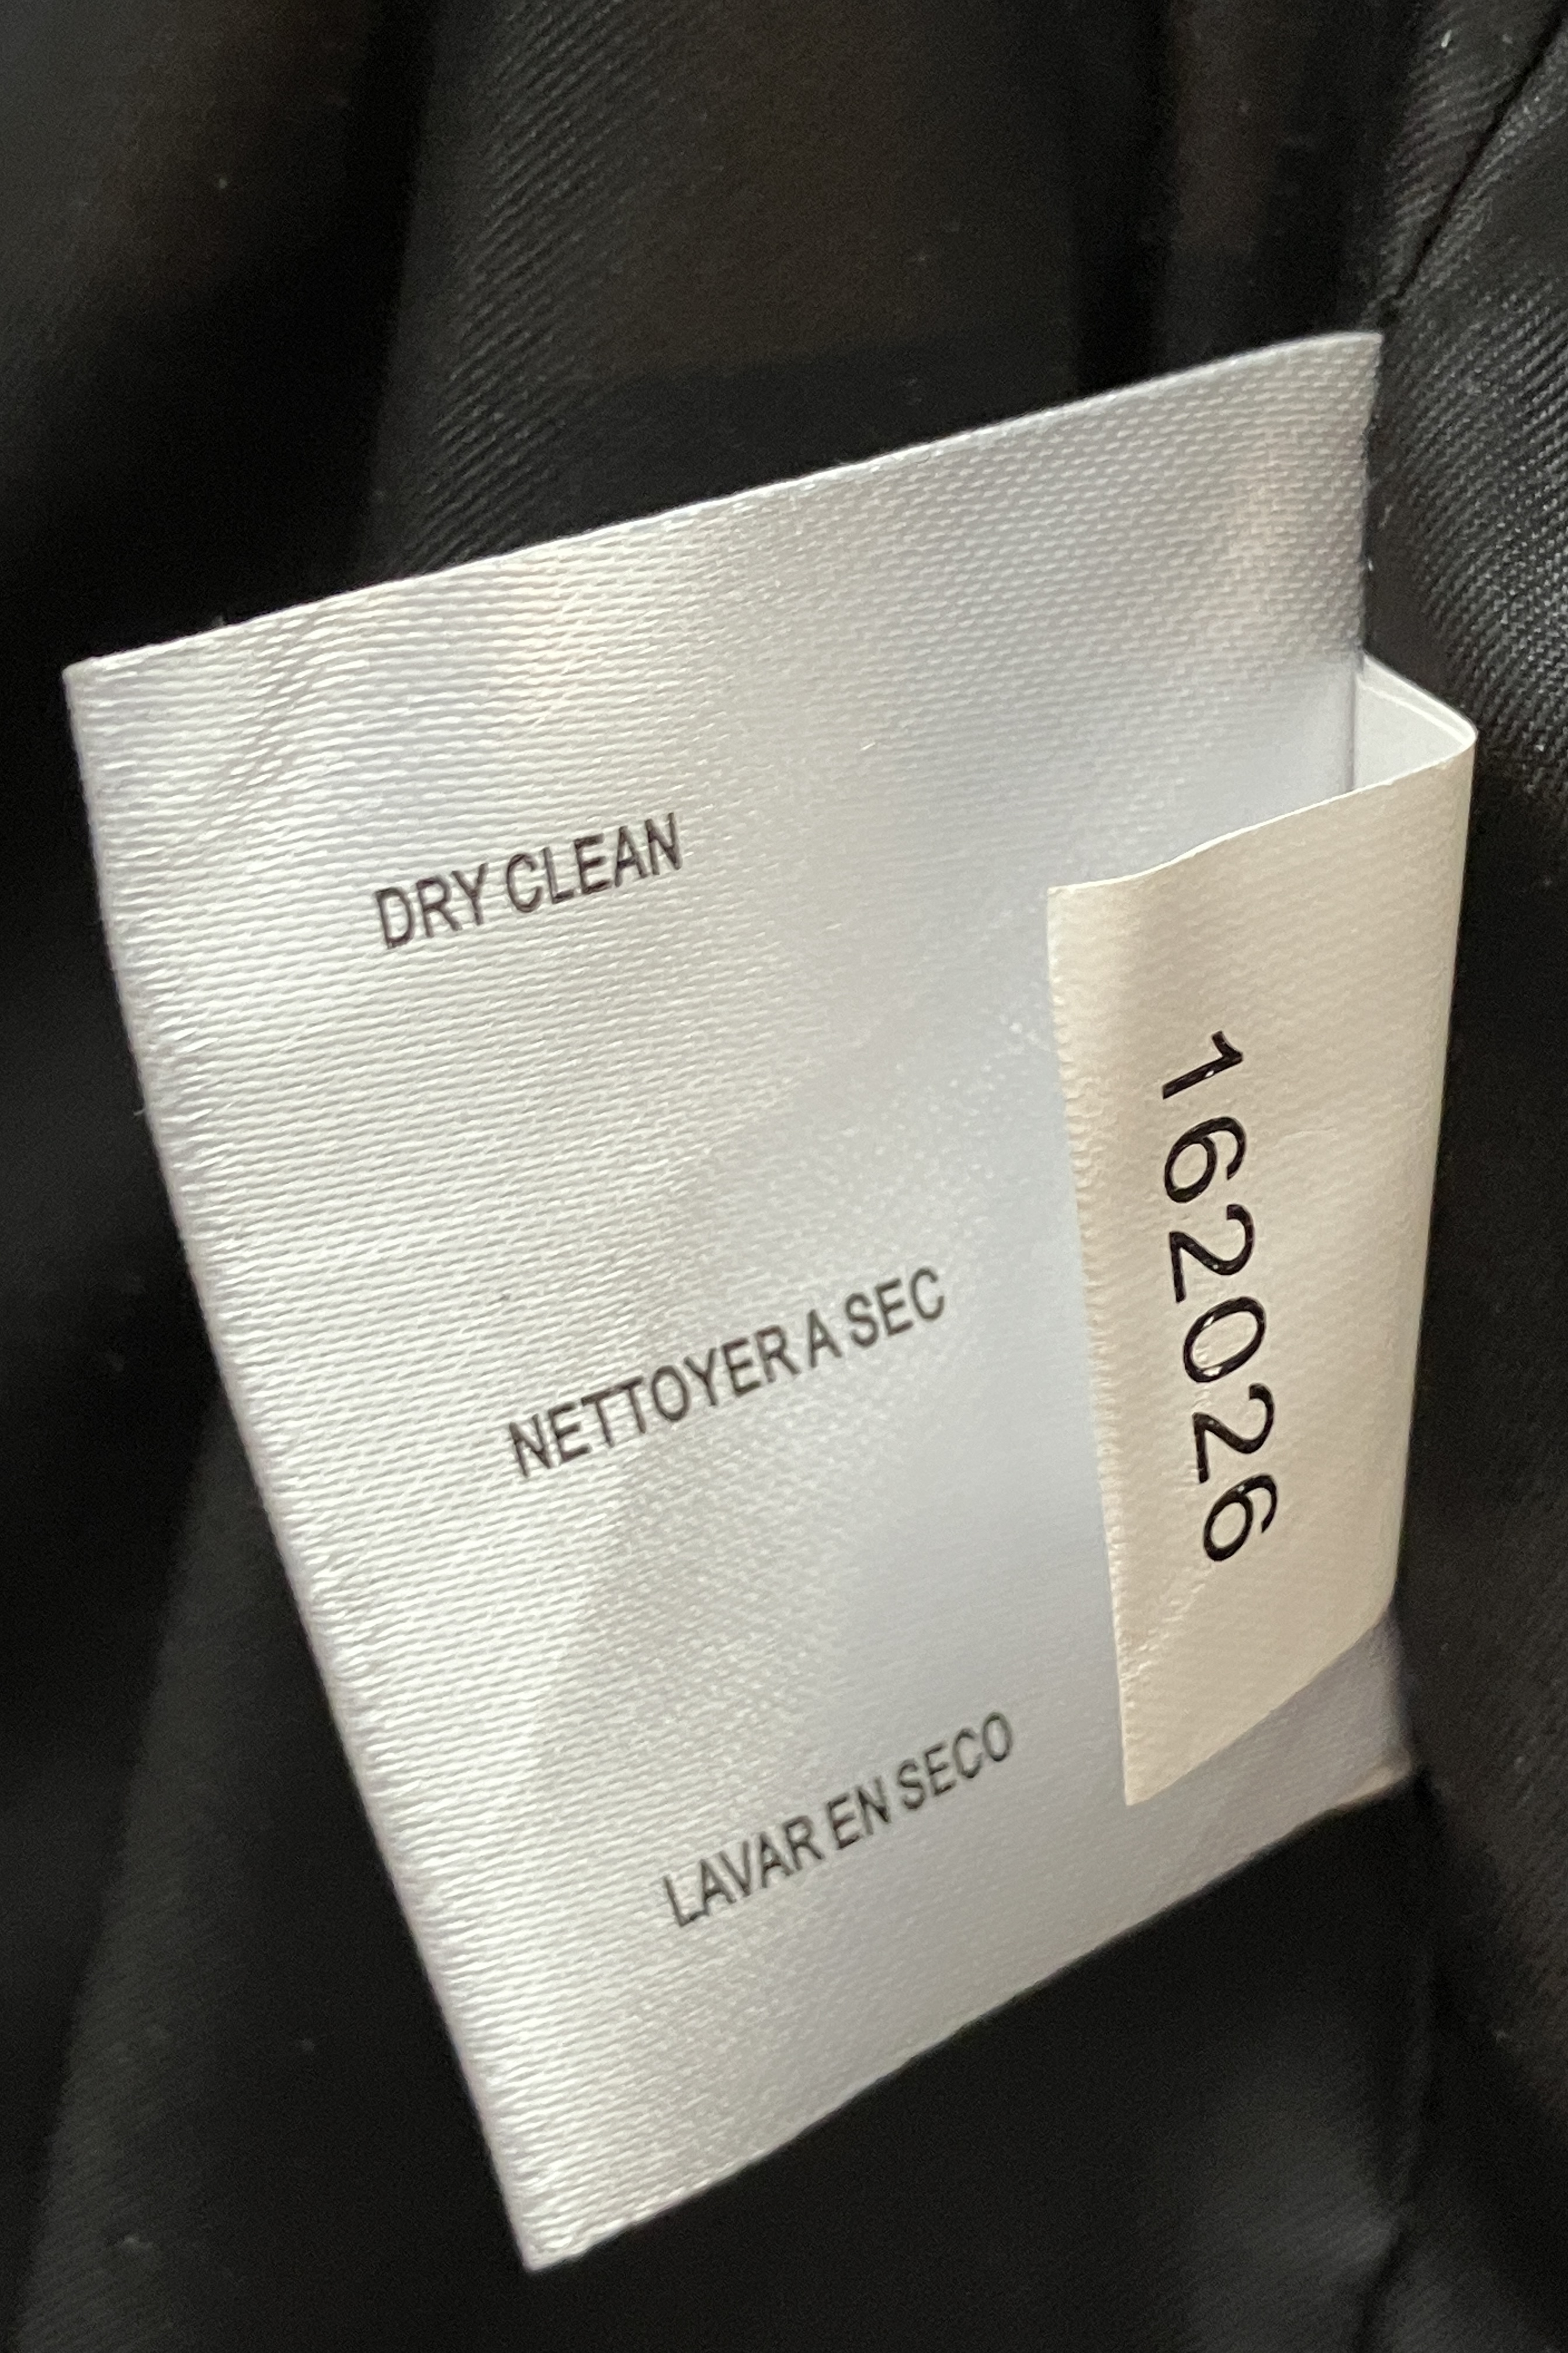 DRY CLEAN
NETTOYER A SEC
LAVAR EN SECO
162026